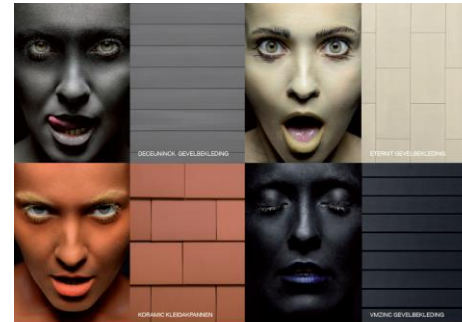 DECEUNINCK GEVELBEKLEDING
ETERNIT GEVELBEKLEDING
KORAMIC KLEIDAKPANNEN
VMZINC GEVELBEKLEDING